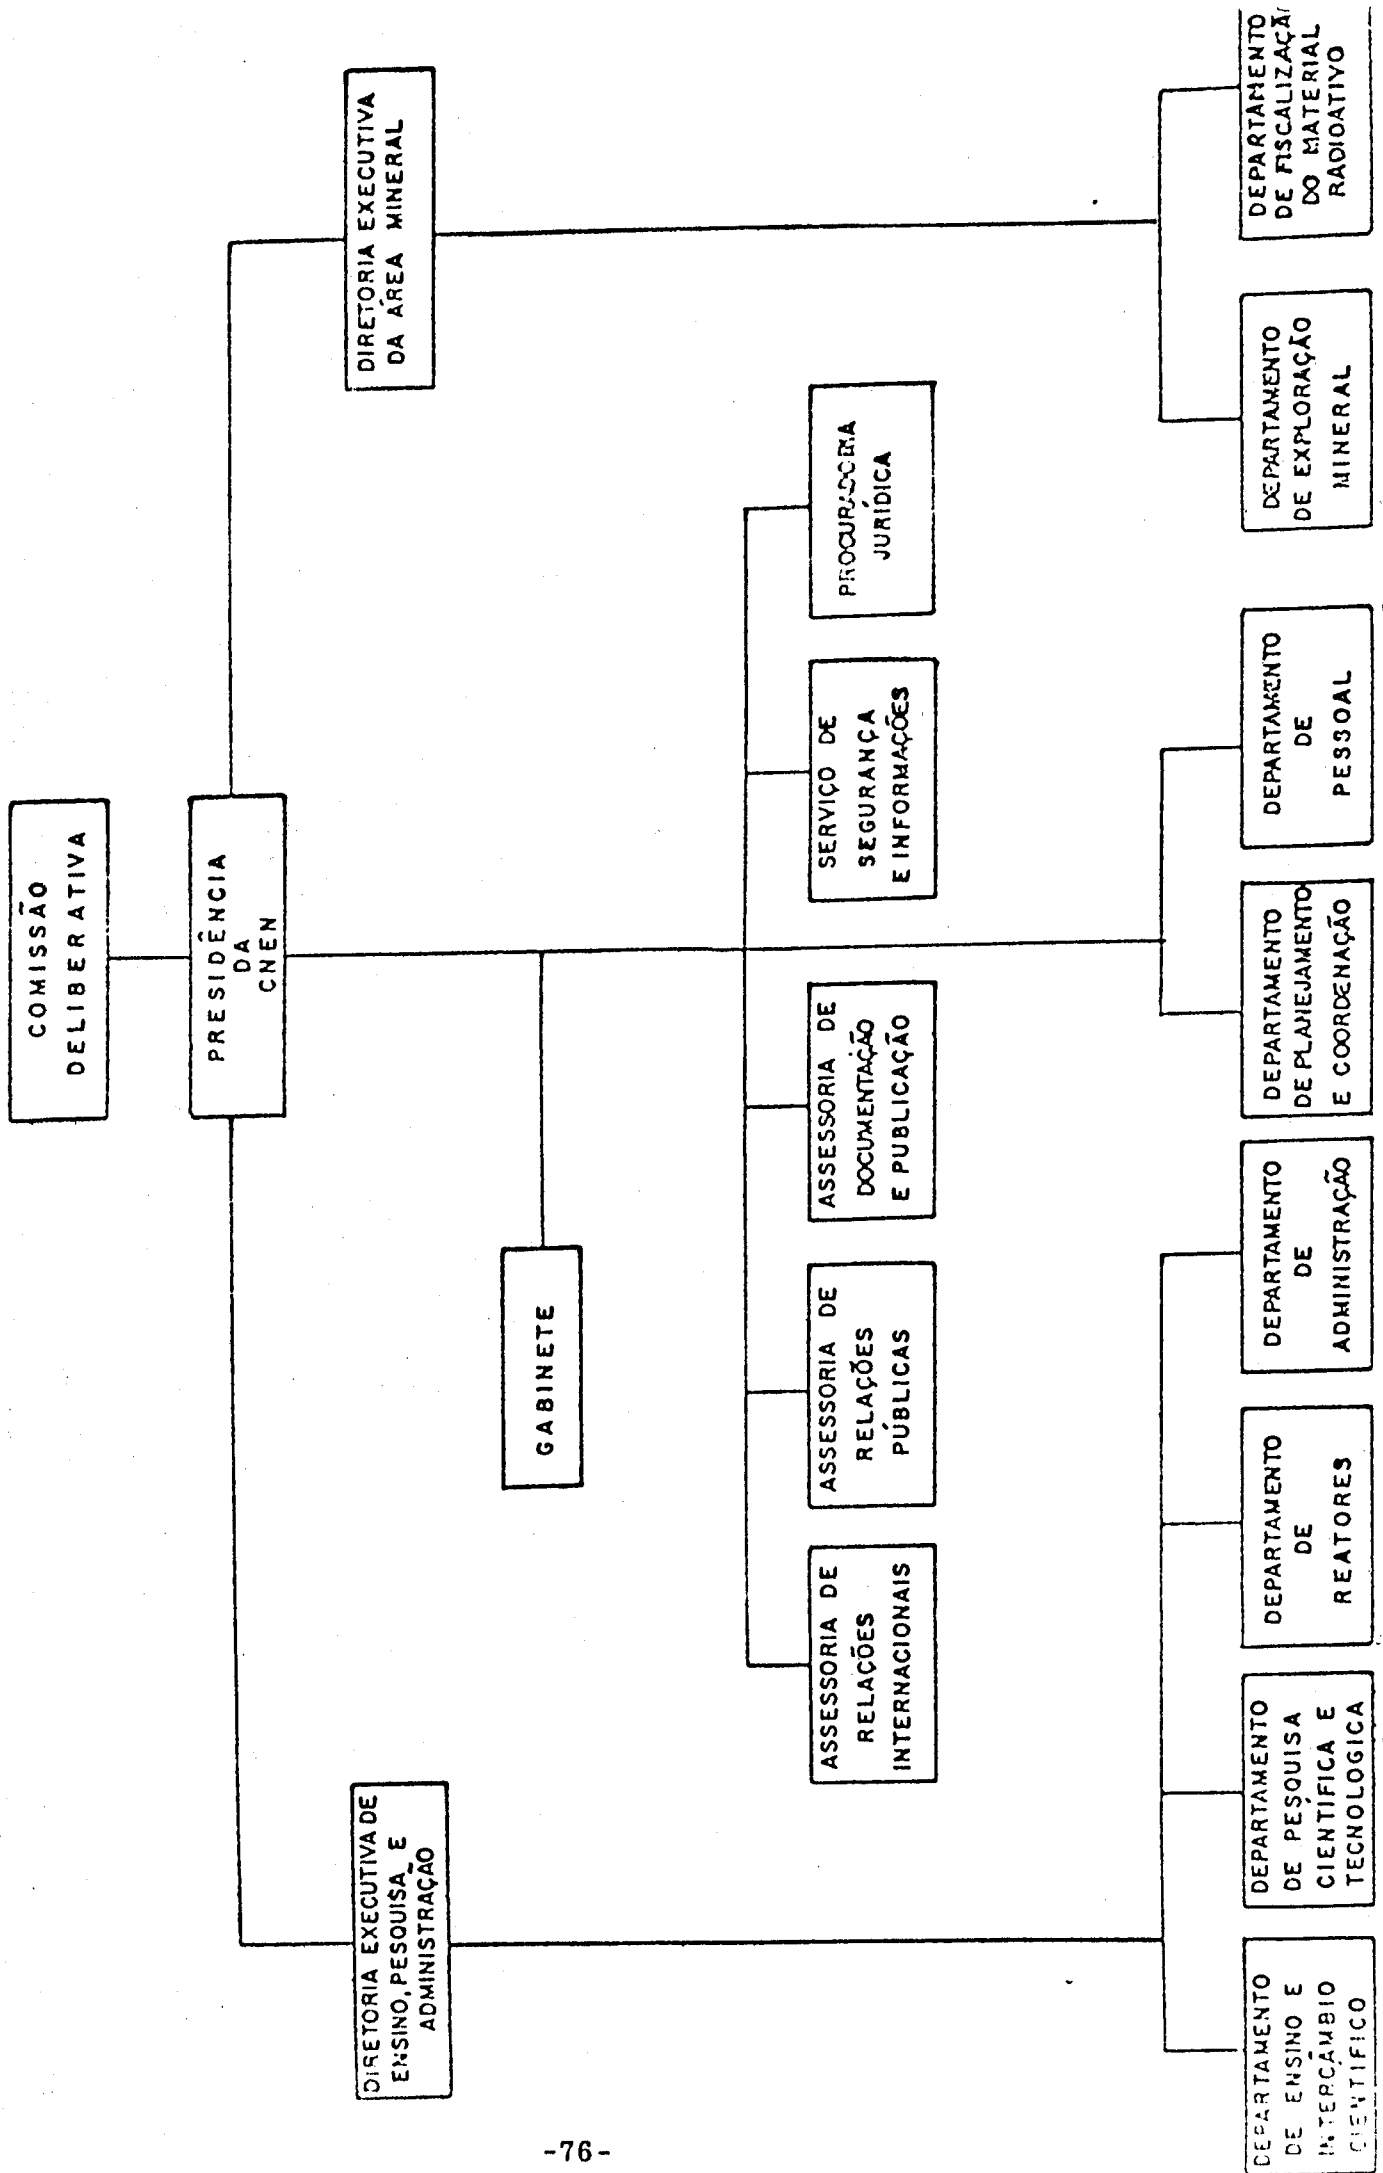 COMISSÃO
DELIBERATIVA
PRESIDÊNCIA
DA
CNEN
DIRETORIA EXECUTIVA DE
ENSINO, PESQUISA E
ADMINISTRAÇÃO
DIRETORIA EXECUTIVA
DA ÁREA MINERAL
GABINETE
ASSESSORIA DE
RELAÇÕES
INTERNACIONAIS
ASSESSORIA DE
RELAÇÕES
PÚBLICAS
ASSESSORIA DE
DOCUMENTAÇÃO
E PUBLICAÇÃO
SERVIÇO DE
SEGURANÇA
E INFORMAÇÕES
PROCURADORIA
JURÍDICA
DEPARTAMENTO
DE ENSINO E
INTERCÂMBIO
CIENTIFICO
DEPARTAMENTO
DE PESQUISA
CIENTIFICA E
TECNOLOGICA
DEPARTAMENTO
DE
REATORES
DEPARTAMENTO
DE
ADMINISTRAÇÃO
DEPARTAMENTO
DE PLANEJAMENTO
E COORDENAÇÃO
DEPARTAMENTO
DE
PESSOAL
DEPARTAMENTO
DE EXPLORAÇÃO
MINERAL
DEPARTAMENTO
DE FISCALIZAÇÃO
DO MATERIAL
RADIOATIVO
-76-